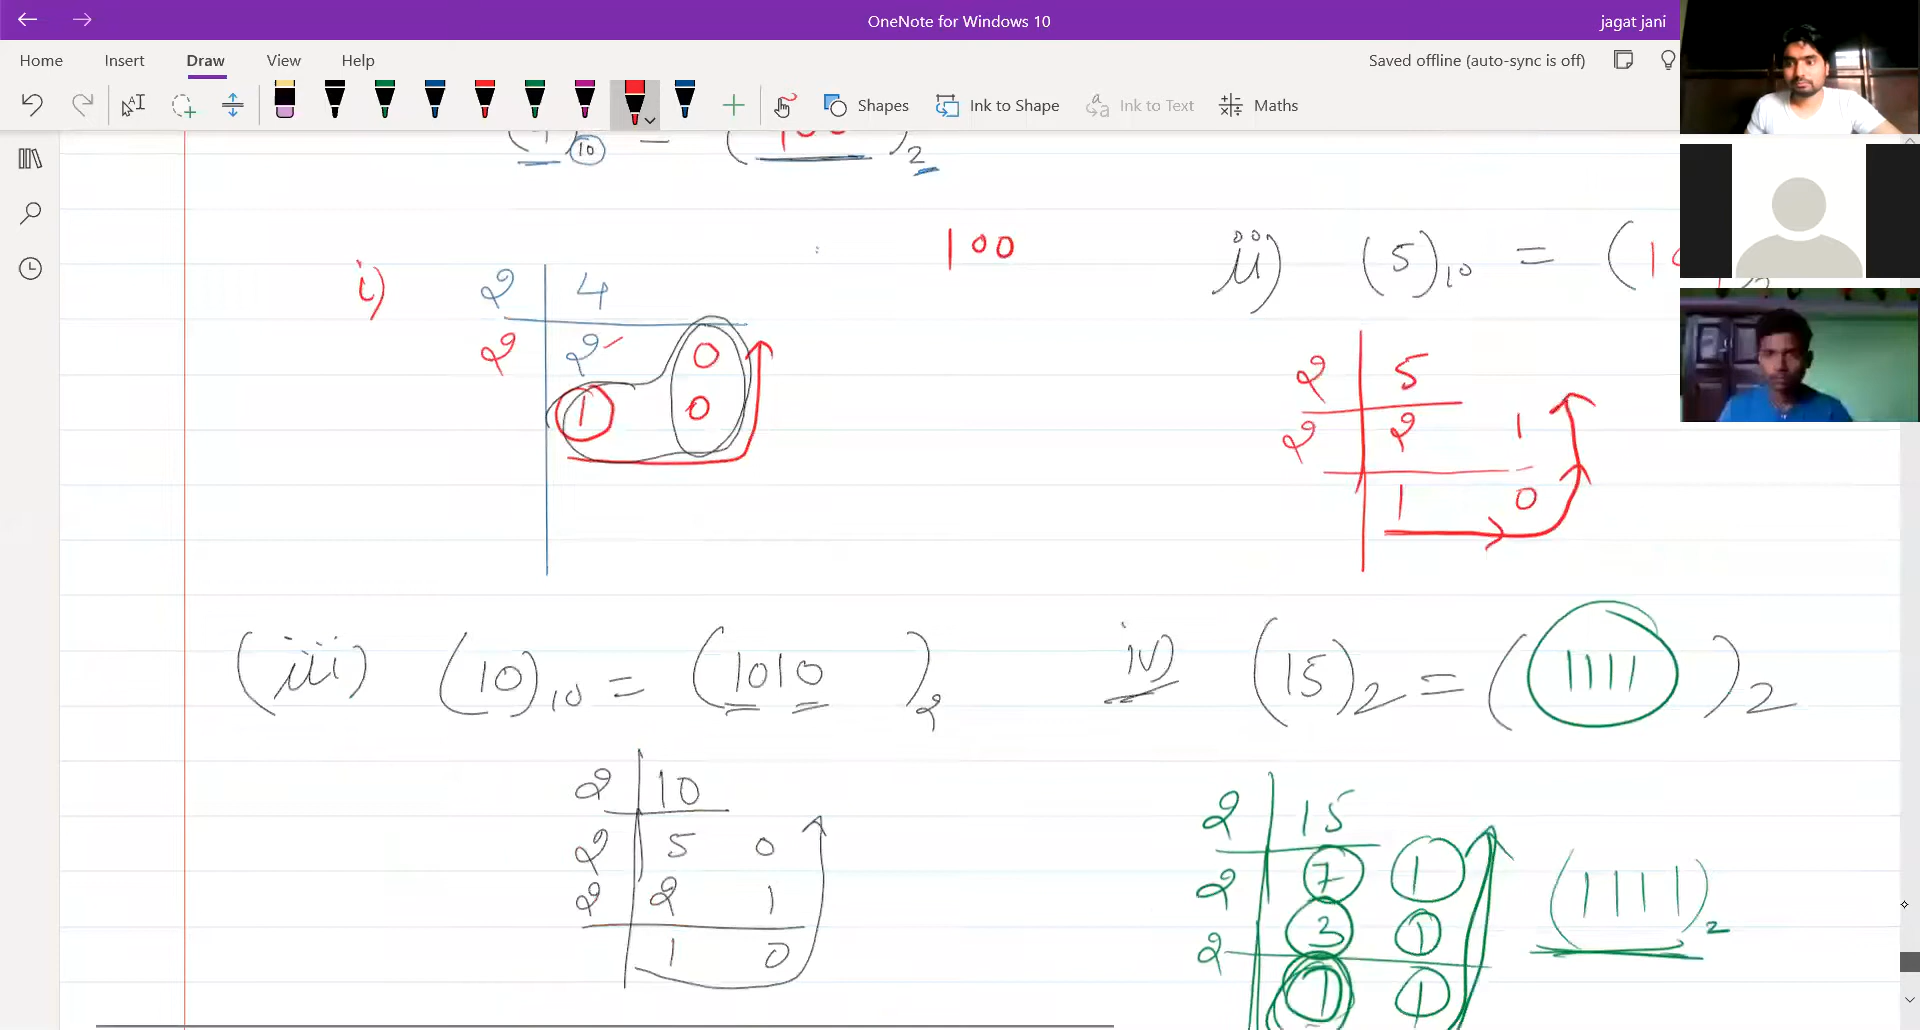 OneNote for Windows 10
jagat jani
Home Insert Draw View Help
Saved offline (auto-sync is off)
Shapes Ink to Shape Ink to Text Maths
10 = ( 100 )2
100
i) 2 4
2 2 0
1 0
ii) (5)10 = (
2 5
2 2 1
1 0
(iii) (10)10 = (1010)2
2 10
2 5 0
2 2 1
1 0
iv) (15)2 = (1111)2
2 15
2 7 1
2 3 1
1 1
(1111)2